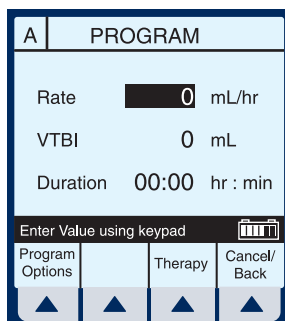 A PROGRAM
Rate 0 mL/hr
VTBI 0 mL
Duration 00:00 hr : min
Enter Value using keypad
Program Options
Therapy
Cancel/ Back